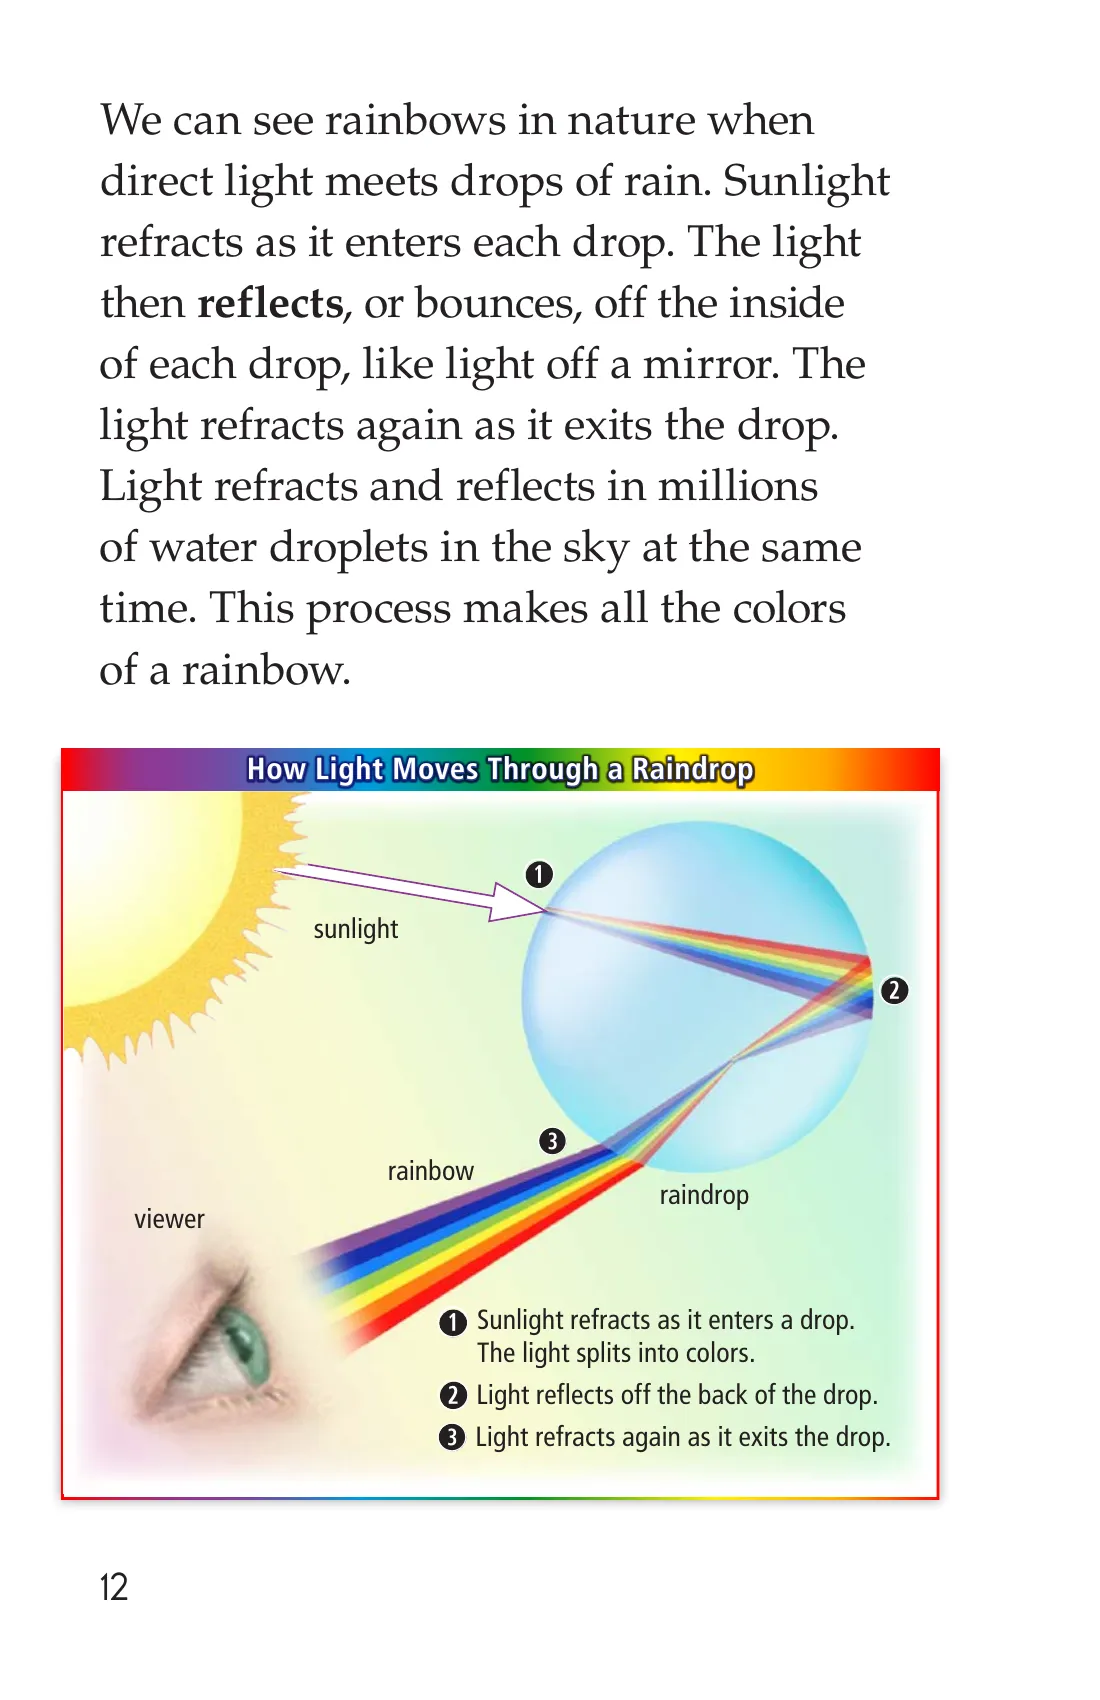 We can see rainbows in nature when
direct light meets drops of rain. Sunlight
refracts as it enters each drop. The light
then reflects, or bounces, off the inside
of each drop, like light off a mirror. The
light refracts again as it exits the drop.
Light refracts and reflects in millions
of water droplets in the sky at the same
time. This process makes all the colors
of a rainbow.
How Light Moves Through a Raindrop
1
sunlight
2
3
rainbow
raindrop
viewer
1 Sunlight refracts as it enters a drop.
The light splits into colors.
2 Light reflects off the back of the drop.
3 Light refracts again as it exits the drop.
12